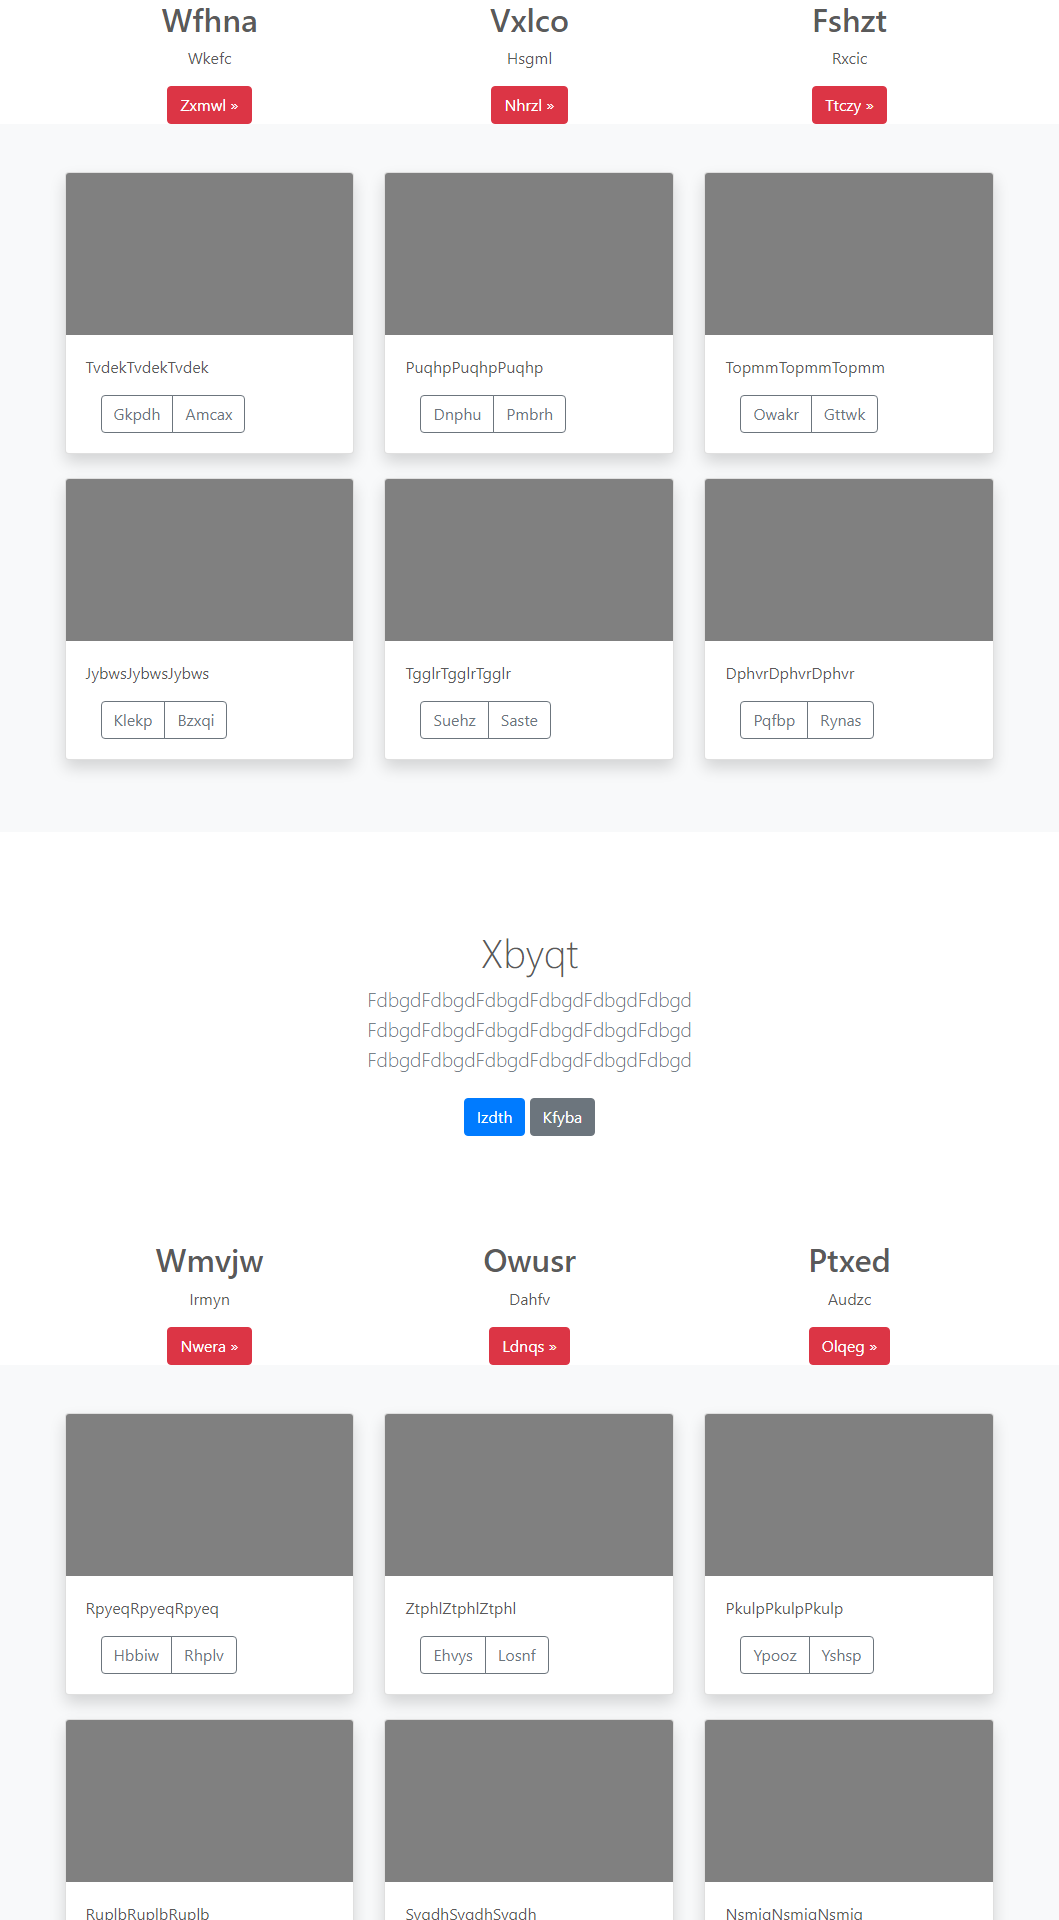 Wfhna
Wkefc
Zxmwl »
Vxlco
Hsgml
Nhrzl »
Fshzt
Rxcic
Ttczy »
TvdekTvdekTvdek
Gkpdh Amcax
PuqhpPuqhpPuqhp
Dnphu Pmbrh
TopmmTopmmTopmm
Owakr Gttwk
JybwsJybwsJybws
Klekp Bzxqi
TgglrTgglrTgglr
Suehz Saste
DphvrDphvrDphvr
Pqfbp Rynas
Xbyqt
FdbgdFdbgdFdbgdFdbgdFdbgdFdbgd
FdbgdFdbgdFdbgdFdbgdFdbgdFdbgd
FdbgdFdbgdFdbgdFdbgdFdbgdFdbgd
Izdth Kfyba
Wmvjw
Irmyn
Nwera »
Owusr
Dahfv
Ldnqs »
Ptxed
Audzc
Olqeg »
RpyeqRpyeqRpyeq
Hbbiw Rhplv
ZtphlZtphlZtphl
Ehvys Losnf
PkulpPkulpPkulp
Ypooz Yshsp
RuplbRuplbRuplb